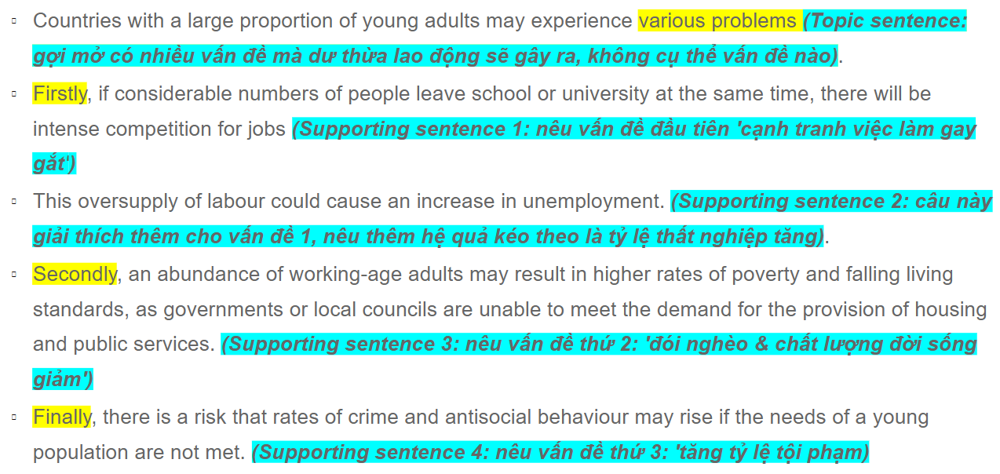 Countries with a large proportion of young adults may experience various problems (Topic sentence:
gợi mở có nhiều vấn đề mà dư thừa lao động sẽ gây ra, không cụ thể vấn đề nào).
Firstly, if considerable numbers of people leave school or university at the same time, there will be
intense competition for jobs (Supporting sentence 1: nêu vấn đề đầu tiên 'cạnh tranh việc làm gay
gắt')
This oversupply of labour could cause an increase in unemployment. (Supporting sentence 2: câu này
giải thích thêm cho vấn đề 1, nêu thêm hệ quả kéo theo là tỷ lệ thất nghiệp tăng).
Secondly, an abundance of working-age adults may result in higher rates of poverty and falling living
standards, as governments or local councils are unable to meet the demand for the provision of housing
and public services. (Supporting sentence 3: nêu vấn đề thứ 2: 'đói nghèo & chất lượng đời sống
giảm')
Finally, there is a risk that rates of crime and antisocial behaviour may rise if the needs of a young
population are not met. (Supporting sentence 4: nêu vấn đề thứ 3: 'tăng tỷ lệ tội phạm)